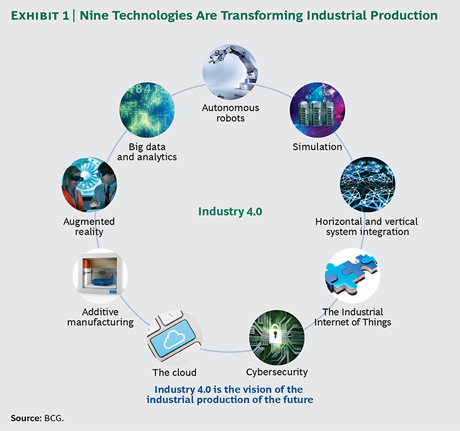 EXHIBIT 1 | Nine Technologies Are Transforming Industrial Production
Autonomous
robots
Simulation
Horizontal and vertical
system integration
The Industrial
Internet of Things
Cybersecurity
The cloud
Additive
manufacturing
Augmented
reality
Big data
and analytics
Industry 4.0
Industry 4.0 is the vision of the
industrial production of the future
Source: BCG.